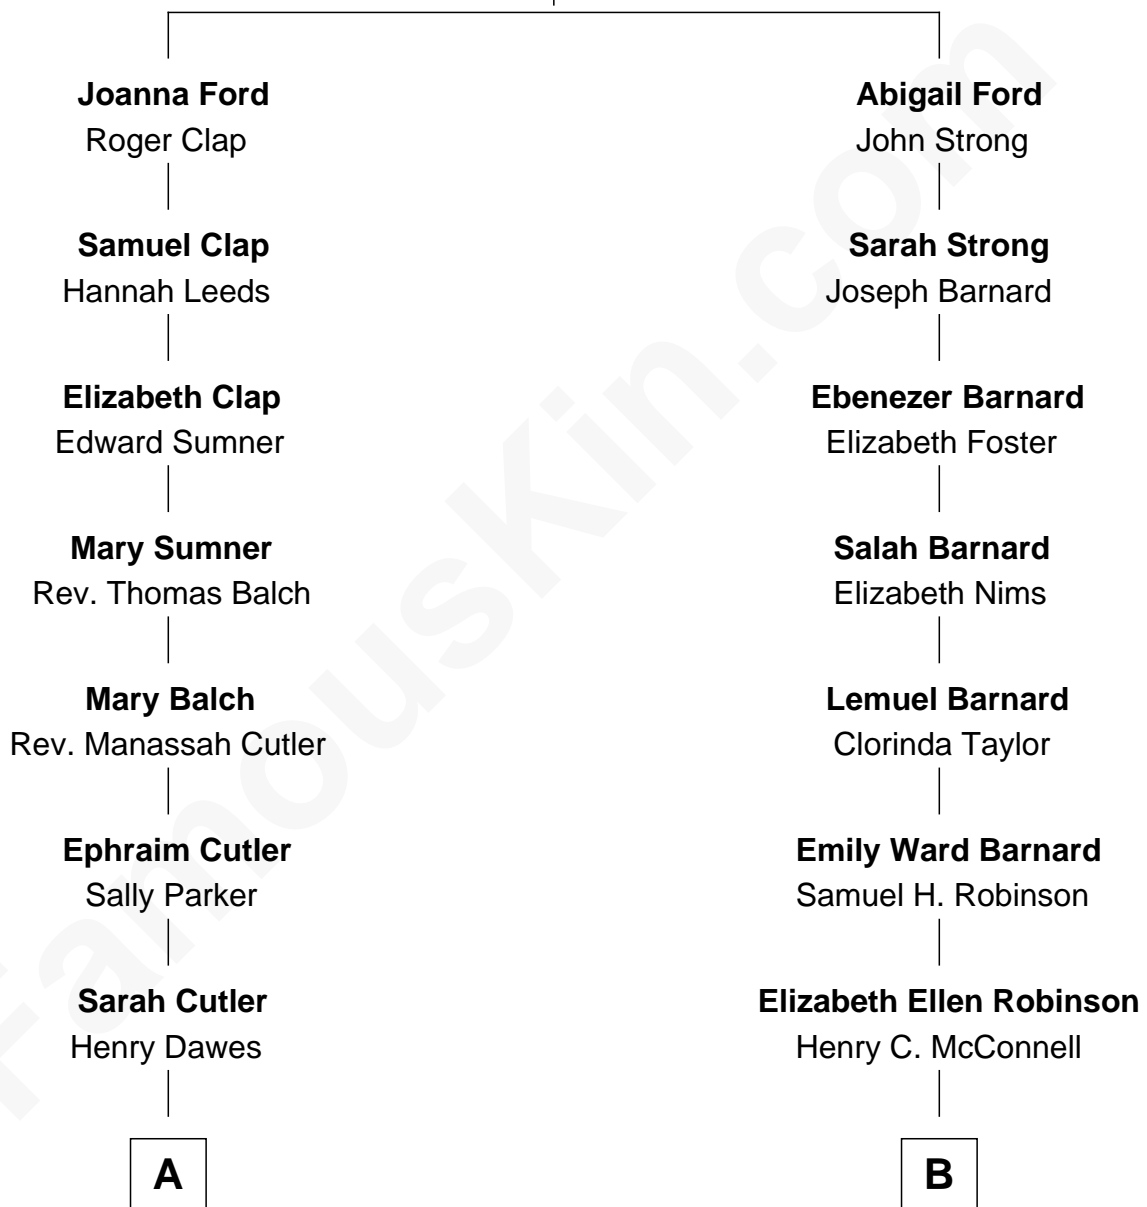 Joanna Ford
Roger Clap
Abigail Ford
John Strong
Samuel Clap
Hannah Leeds
Sarah Strong
Joseph Barnard
Elizabeth Clap
Edward Sumner
Ebenezer Barnard
Elizabeth Foster
Mary Sumner
Rev. Thomas Balch
Salah Barnard
Elizabeth Nims
Mary Balch
Rev. Manassah Cutler
Lemuel Barnard
Clorinda Taylor
Ephraim Cutler
Sally Parker
Emily Ward Barnard
Samuel H. Robinson
Sarah Cutler
Henry Dawes
Elizabeth Ellen Robinson
Henry C. McConnell
A
B
FamousKin.com